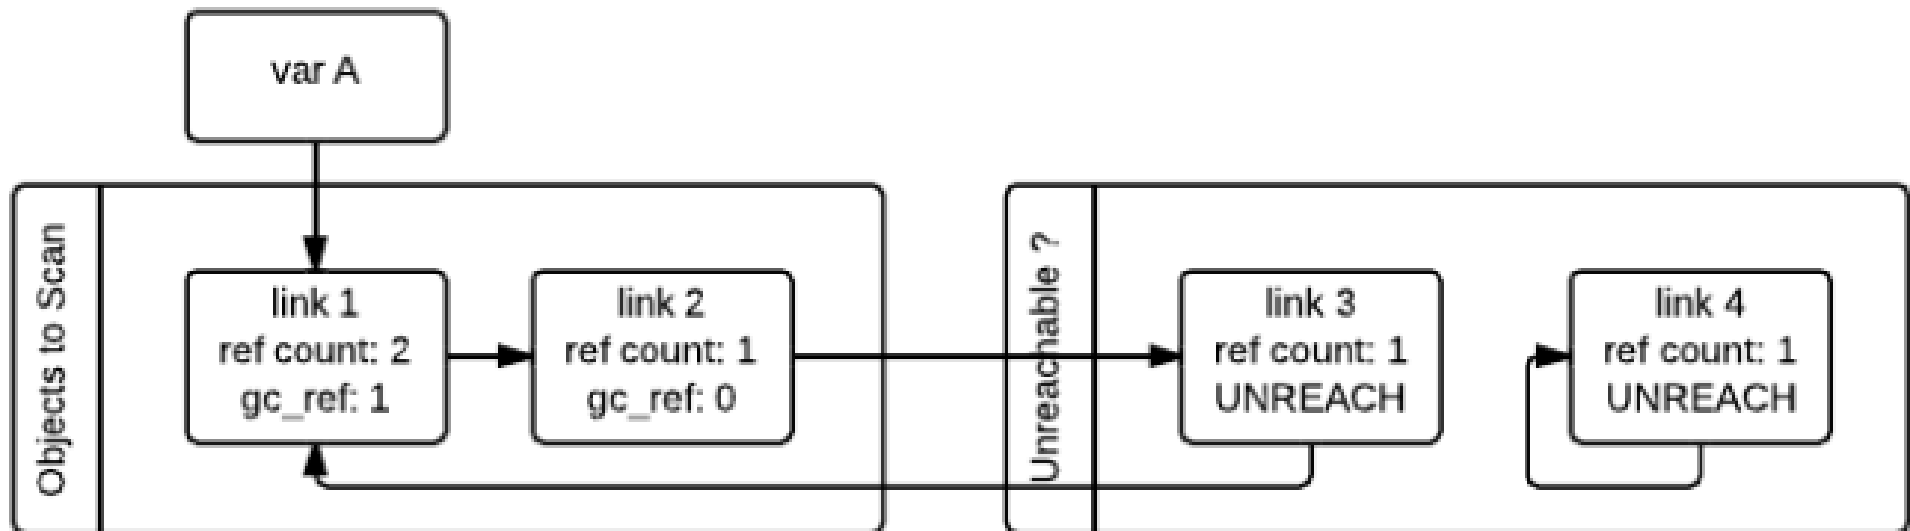 var A
Objects to Scan
link 1
ref count: 2
gc_ref: 1
link 2
ref count: 1
gc_ref: 0
Unreachable ?
link 3
ref count: 1
UNREACH
link 4
ref count: 1
UNREACH